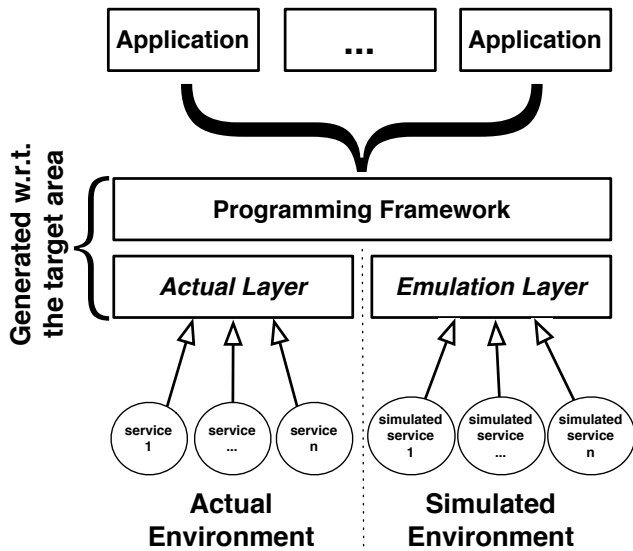 Application
...
Application
Generated w.r.t.
the target area
Programming Framework
Actual Layer
Emulation Layer
service
1
service
...
service
n
simulated
service
1
simulated
service
...
simulated
service
n
Actual
Environment
Simulated
Environment